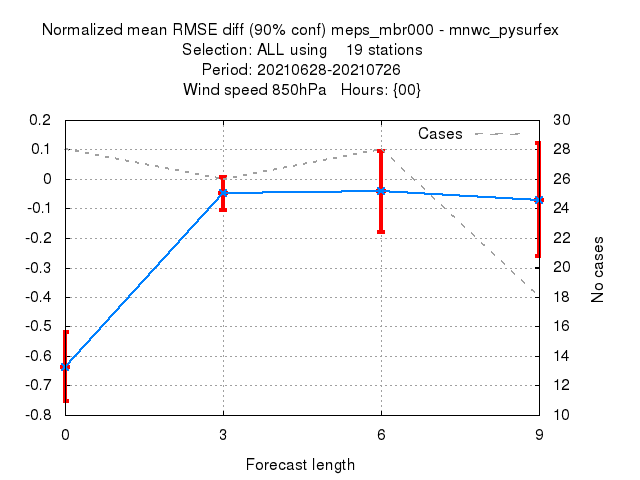 Normalized mean RMSE diff (90% conf) meps_mbr000 - mnwc_pysurfex
Selection: ALL using 19 stations
Period: 20210628-20210726
Wind speed 850hPa Hours: {00}
Cases
0.2
0.1
0
-0.1
-0.2
-0.3
-0.4
-0.5
-0.6
-0.7
-0.8
30
28
26
24
22
20
18
16
14
12
10
No cases
0 3 6 9
Forecast length